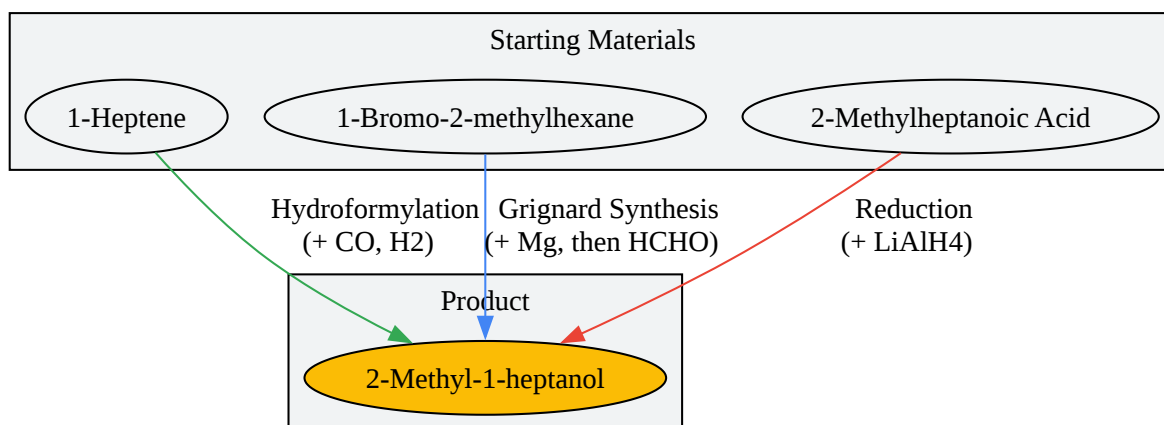 Starting Materials
1-Heptene
1-Bromo-2-methylhexane
2-Methylheptanoic Acid
Hydroformylation
(+ CO, H2)
Grignard Synthesis
(+ Mg, then HCHO)
Reduction
(+ LiAlH4)
Product
2-Methyl-1-heptanol